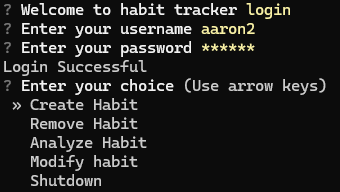 ? Welcome to habit tracker login
? Enter your username aaron2
? Enter your password ******
Login Successful
? Enter your choice (Use arrow keys)
» Create Habit
Remove Habit
Analyze Habit
Modify habit
Shutdown